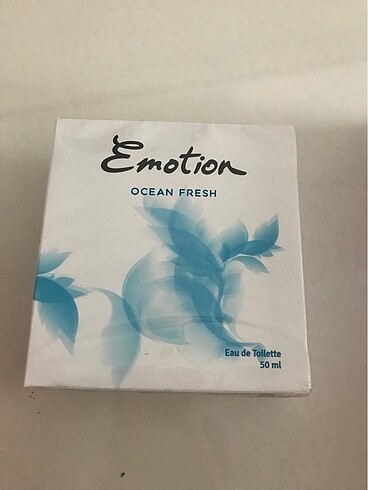 Emotion
OCEAN FRESH
Eau de Toilette
50 ml